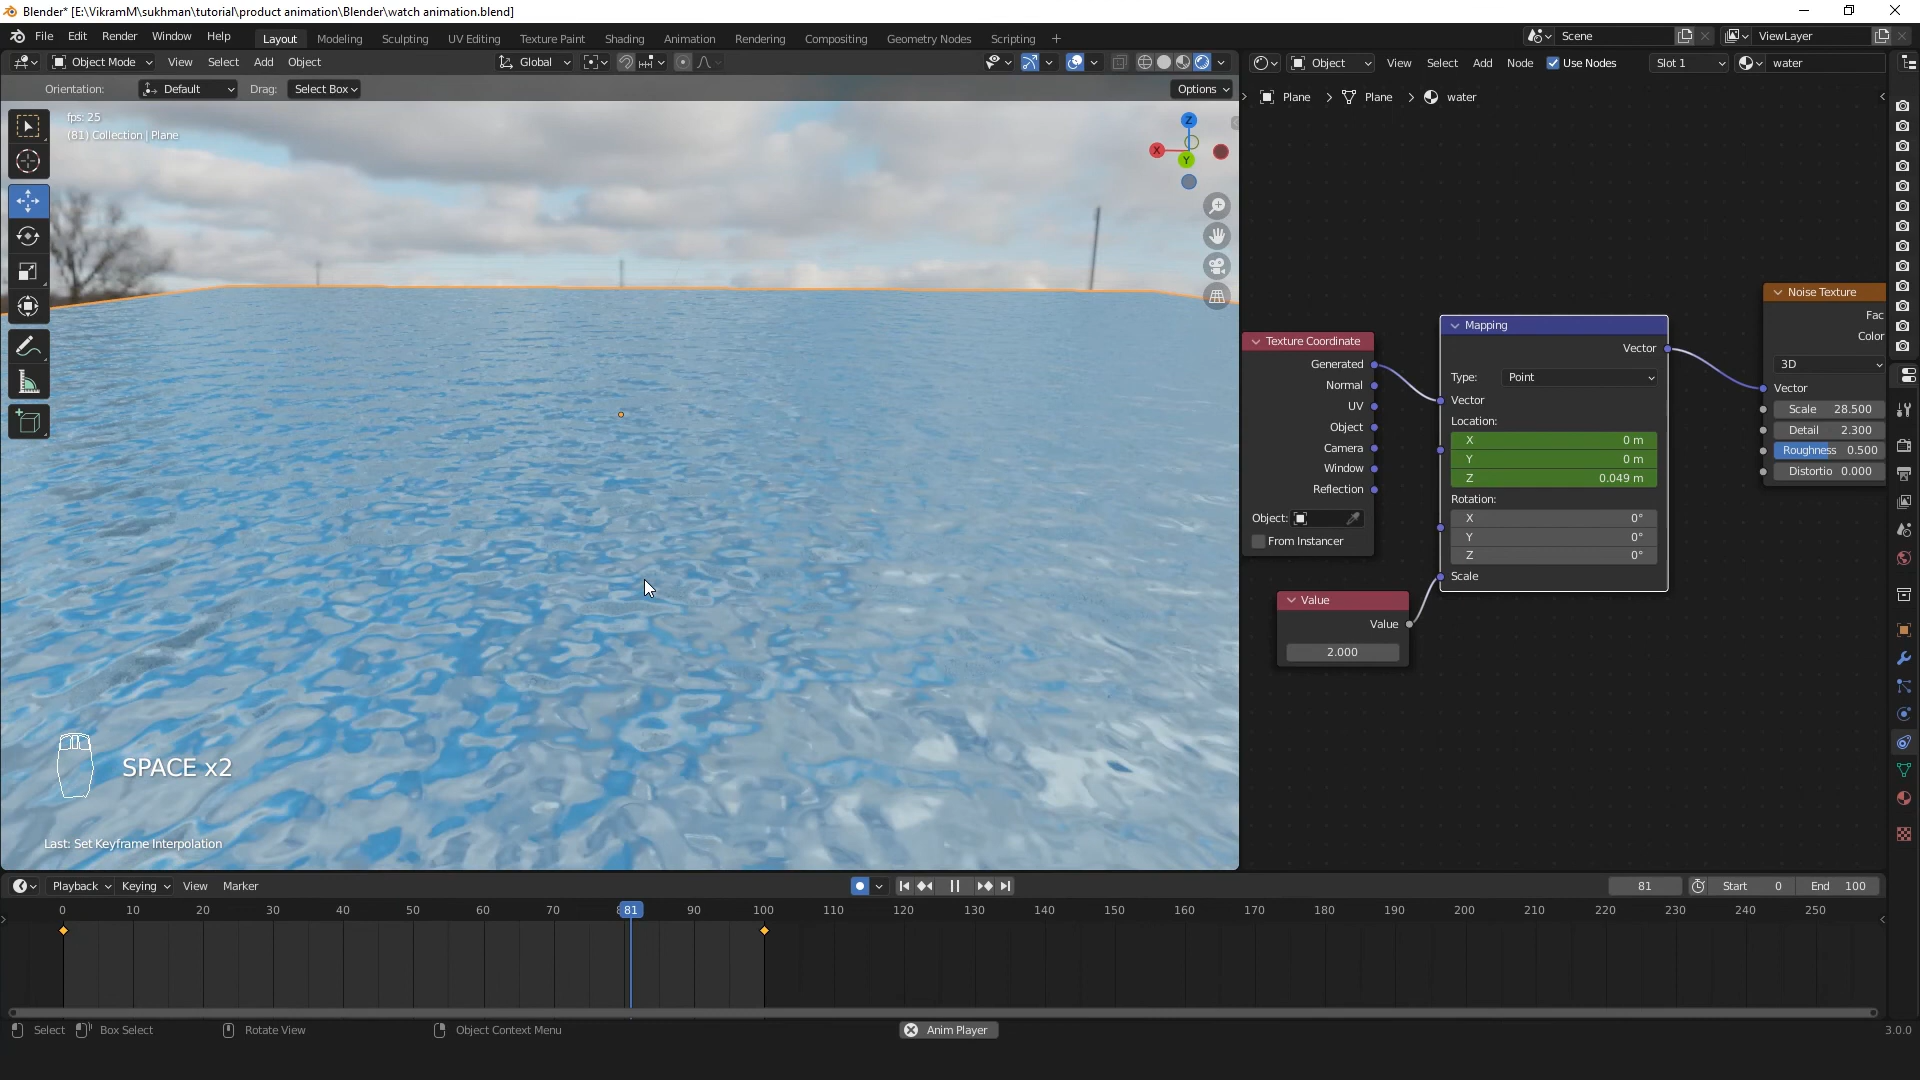 Blender* [E:\VikramM\sukhman\tutorial\product animation\Blender\watch animation.blend]
File Edit Render Window Help Layout Modeling Sculpting UV Editing Texture Paint Shading Animation Rendering Compositing Geometry Nodes Scripting + Scene ViewLayer
Object Mode View Select Add Object Global Object View Select Add Node Use Nodes Slot 1 water
Orientation: Default Drag: Select Box Options
Plane > Plane > water
fps: 25
(81) Collection | Plane
Z
X
Y
Noise Texture
Fac
Color
3D
Vector
Scale 28.500
Detail 2.300
Roughness 0.500
Distortio 0.000
Mapping
Vector
Type: Point
Vector
Location:
X 0 m
Y 0 m
Z 0.049 m
Rotation:
X 0°
Y 0°
Z 0°
Scale
Texture Coordinate
Generated
Normal
UV
Object
Camera
Window
Reflection
Object:
From Instancer
Value
Value
2.000
SPACE x2
Last: Set Keyframe Interpolation
Playback Keying View Marker 81 Start 0 End 100
0 10 20 30 40 50 60 70 81 90 100 110 120 130 140 150 160 170 180 190 200 210 220 230 240 250
Select Box Select Rotate View Object Context Menu Anim Player 3.0.0